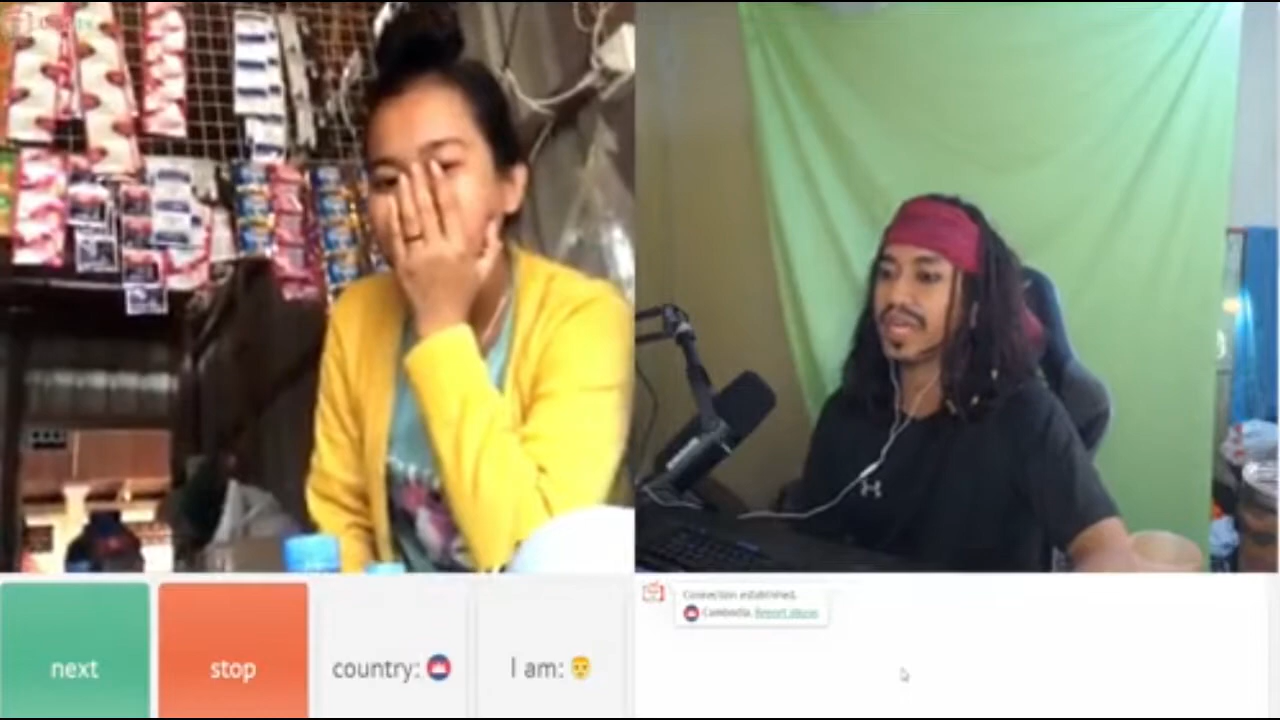 Connection established.
Cambodia. Report abuse
next
stop
country:
I am: